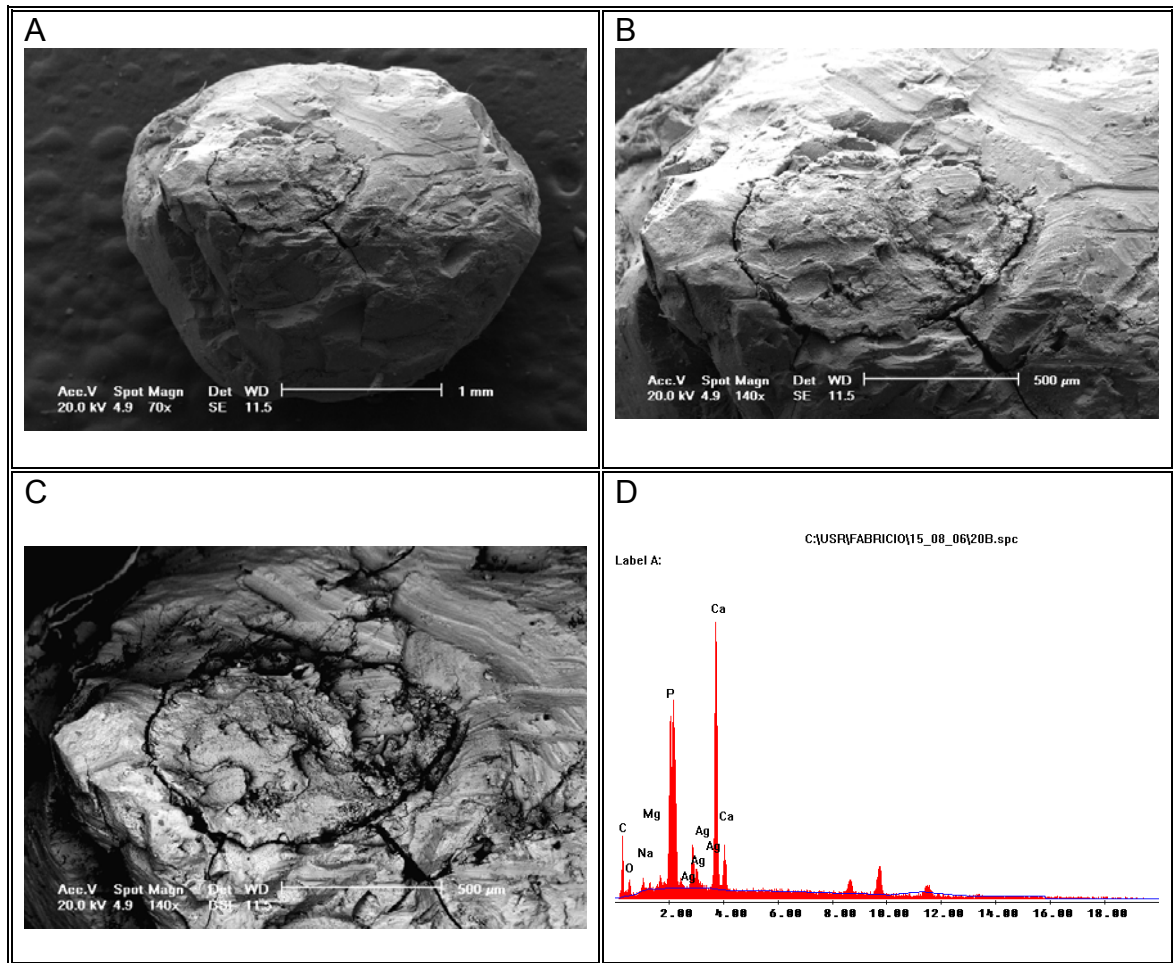 A
Acc.V Spot Magn Det WD 1 mm
20.0 kV 4.9 70x SE 11.5
B
Acc.V Spot Magn Det WD 500 µm
20.0 kV 4.9 140x SE 11.5
C
Acc.V Spot Magn Det WD 500 µm
20.0 kV 4.9 140x BSE 11.5
D
C:\USR\FABRICIO\15_08_06\20B.spc
Label A:
Ca
P
Mg
C
Ag
Ca
Ag
O
Na
Ag
Ag
2.00 4.00 6.00 8.00 10.00 12.00 14.00 16.00 18.00